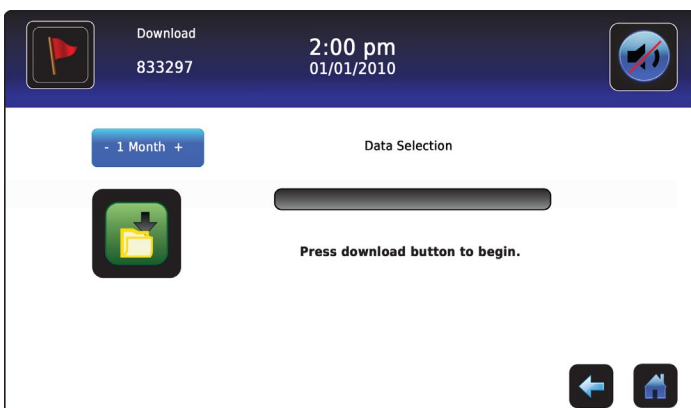 Download
833297
2:00 pm
01/01/2010
- 1 Month +
Data Selection
Press download button to begin.